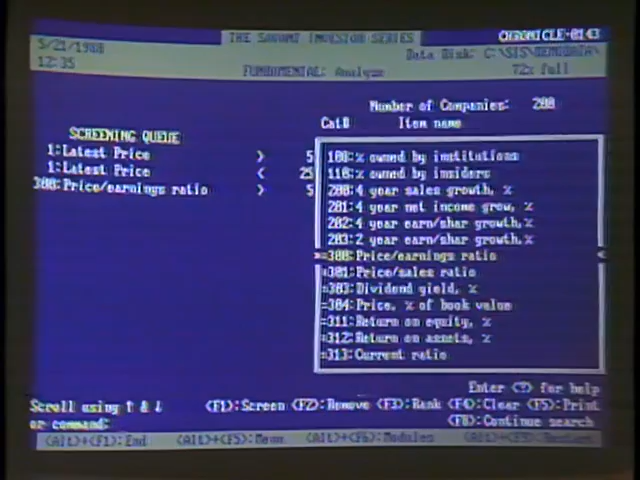 5/21/1988 THE SAVANT INVESTOR SERIES CHRONICLE-0143
12:35 Data Disk: C:\SIS\DEMODATA\
FUNDAMENTAL: Analyze 72% full
Number of Companies: 200
Cat# Item name
SCREENING QUEUE
1:Latest Price > 5
1:Latest Price < 25
300:Price/earnings ratio > 5
100:% owned by institutions
110:% owned by insiders
200:4 year sales growth, %
201:4 year net income grow, %
202:4 year earn/shar growth,%
203:2 year earn/shar growth,%
»300:Price/earnings ratio «
=301:Price/sales ratio
=303:Dividend yield, %
=304:Price, % of book value
=311:Return on equity, %
=312:Return on assets, %
=313:Current ratio
Enter <?> for help
Scroll using ↑ & ↓ <F1>:Screen <F2>:Remove <F3>:Rank <F4>:Clear <F5>:Print
or command: <F8>:Continue search
<Alt>+<F1>:End <Alt>+<F5>:Menu <Alt>+<F6>:Modules